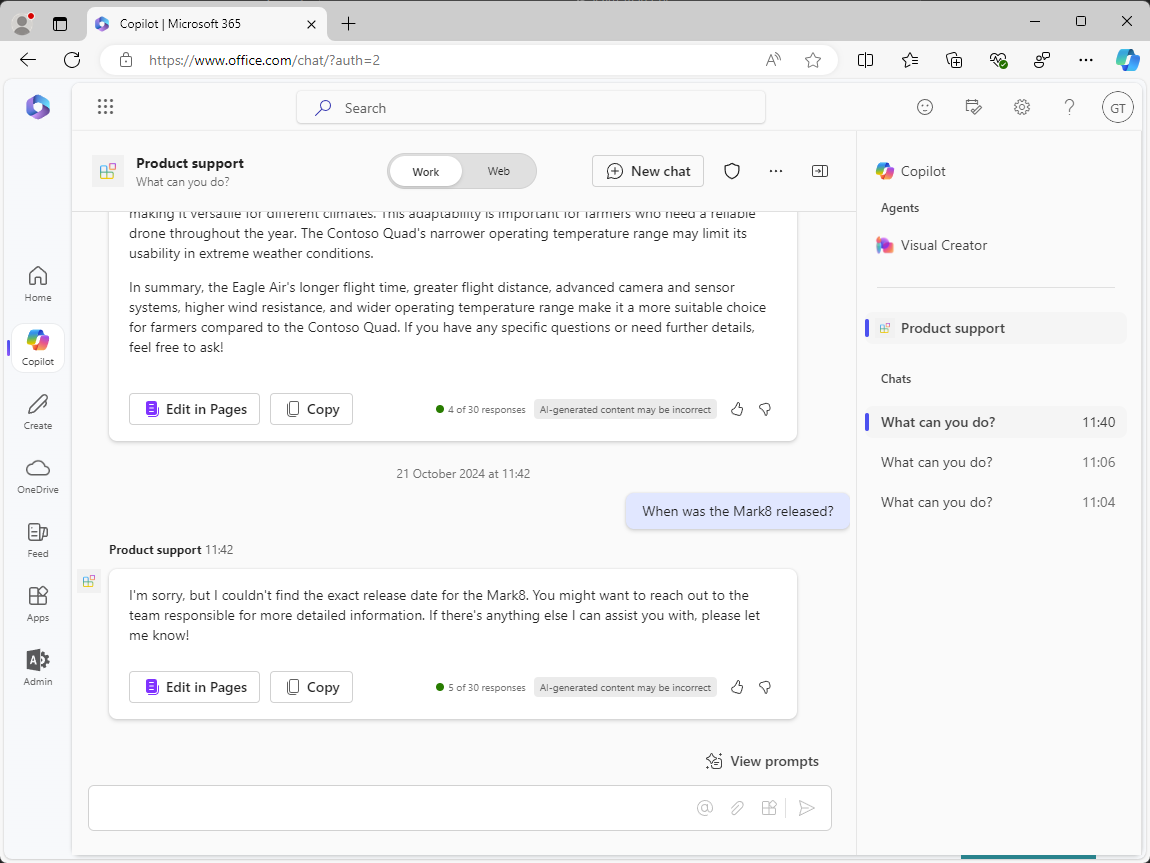 Copilot | Microsoft 365
https://www.office.com/chat/?auth=2
Search
GT
Home
Copilot
Create
OneDrive
Feed
Apps
Admin
Product support
What can you do?
Work
Web
New chat
making it versatile for different climates. This adaptability is important for farmers who need a reliable
drone throughout the year. The Contoso Quad's narrower operating temperature range may limit its
usability in extreme weather conditions.
In summary, the Eagle Air's longer flight time, greater flight distance, advanced camera and sensor
systems, higher wind resistance, and wider operating temperature range make it a more suitable choice
for farmers compared to the Contoso Quad. If you have any specific questions or need further details,
feel free to ask!
Edit in Pages
Copy
4 of 30 responses
AI-generated content may be incorrect
21 October 2024 at 11:42
When was the Mark8 released?
Product support 11:42
I'm sorry, but I couldn't find the exact release date for the Mark8. You might want to reach out to the
team responsible for more detailed information. If there's anything else I can assist you with, please let
me know!
Edit in Pages
Copy
5 of 30 responses
AI-generated content may be incorrect
View prompts
Copilot
Agents
Visual Creator
Product support
Chats
What can you do? 11:40
What can you do? 11:06
What can you do? 11:04